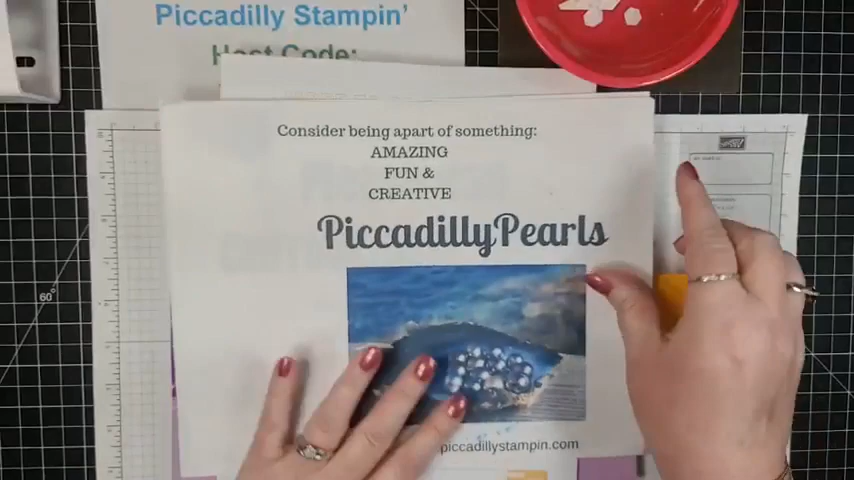 Piccadilly Stampin'
Host Code:
Consider being apart of something:
AMAZING
FUN &
CREATIVE
PiccadillyPearls
piccadillystampin.com
60